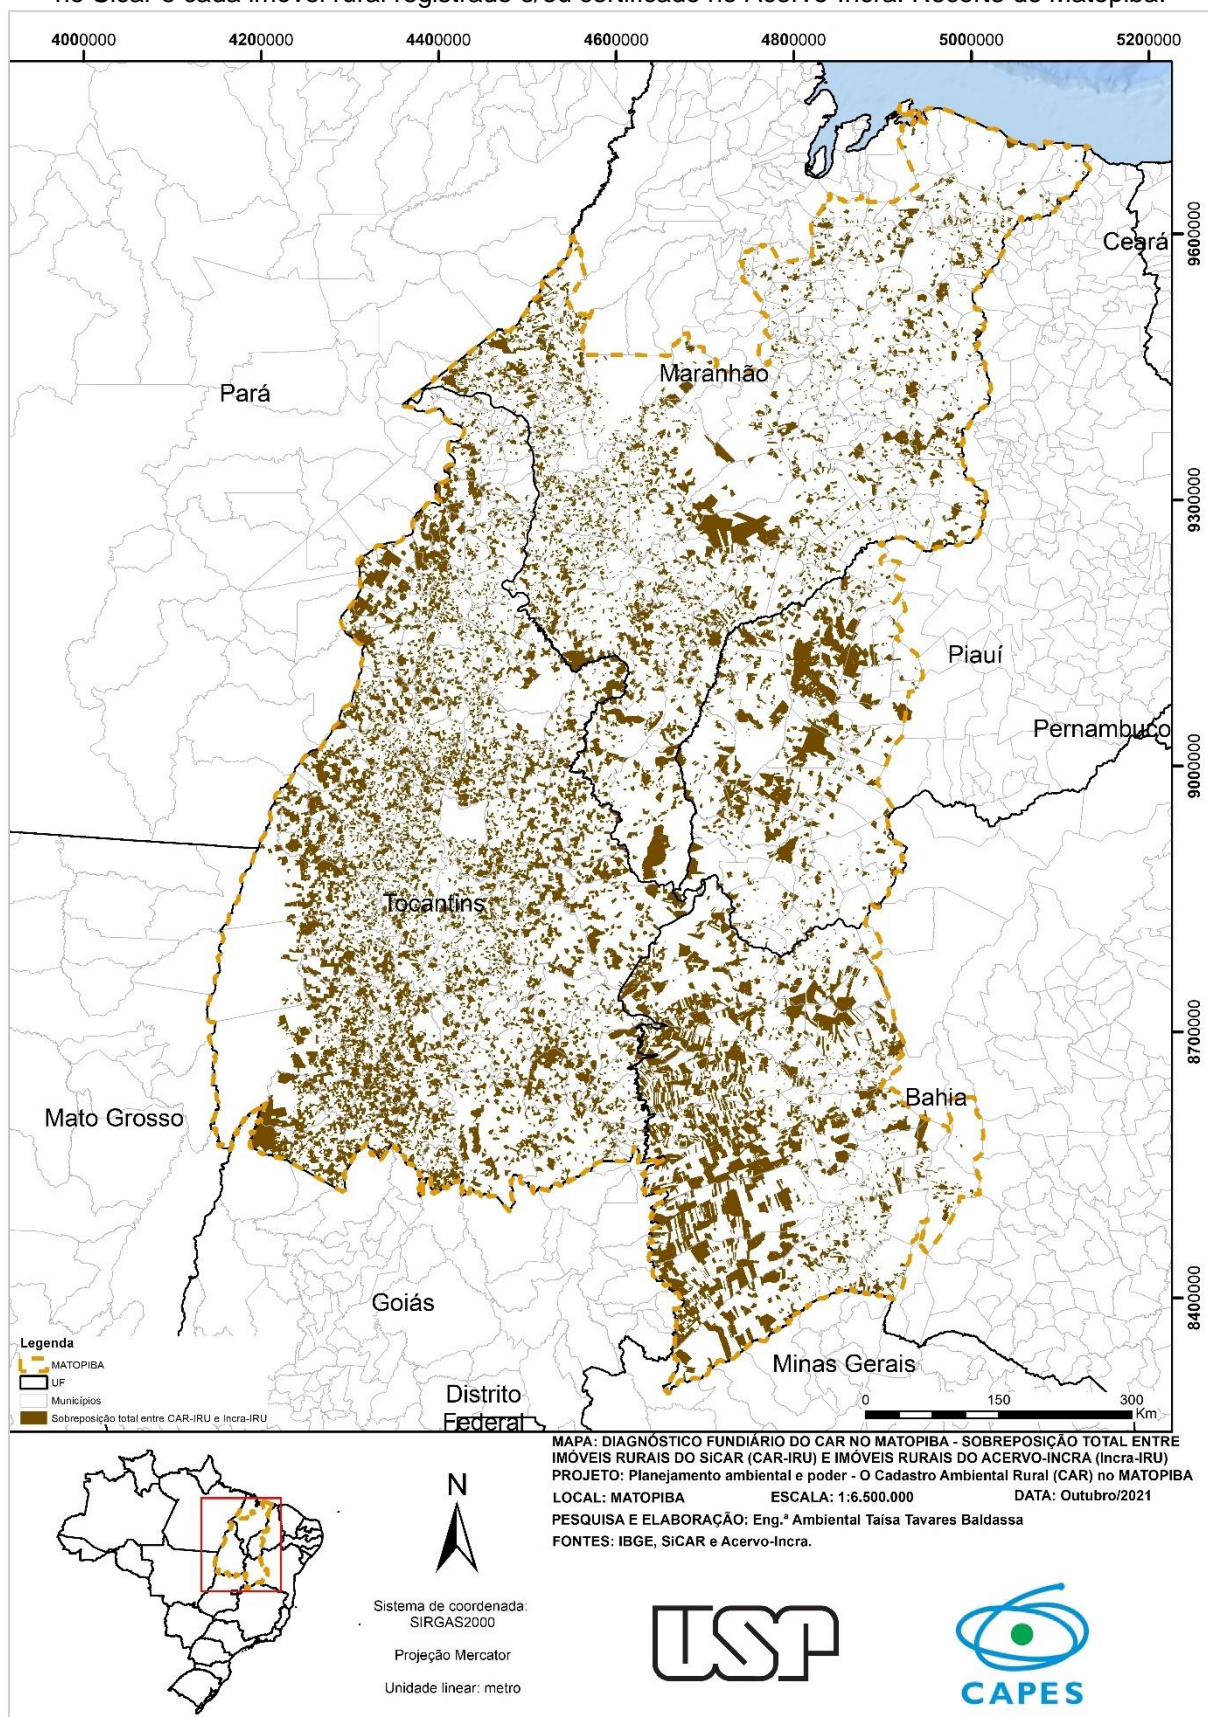 no Sicar e cada imóvel rural registrado e/ou certificado no Acervo Incra. Recorte do Matopiba.
4000000 4200000 4400000 4600000 4800000 5000000 5200000
9600000
9300000
9000000
8700000
8400000
Ceará
Maranhão
Pará
Piauí
Pernambuco
Tocantins
Bahia
Mato Grosso
Goiás
Minas Gerais
Distrito
Federal
Legenda
MATOPIBA
UF
Municípios
Sobreposição total entre CAR-IRU e Incra-IRU
0 150 300
Km
MAPA: DIAGNÓSTICO FUNDIÁRIO DO CAR NO MATOPIBA - SOBREPOSIÇÃO TOTAL ENTRE
IMÓVEIS RURAIS DO SiCAR (CAR-IRU) E IMÓVEIS RURAIS DO ACERVO-INCRA (Incra-IRU)
PROJETO: Planejamento ambiental e poder - O Cadastro Ambiental Rural (CAR) no MATOPIBA
LOCAL: MATOPIBA ESCALA: 1:6.500.000 DATA: Outubro/2021
PESQUISA E ELABORAÇÃO: Eng.ª Ambiental Taísa Tavares Baldassa
FONTES: IBGE, SiCAR e Acervo-Incra.
N
Sistema de coordenada:
SIRGAS2000
Projeção Mercator
Unidade linear: metro
USP
CAPES